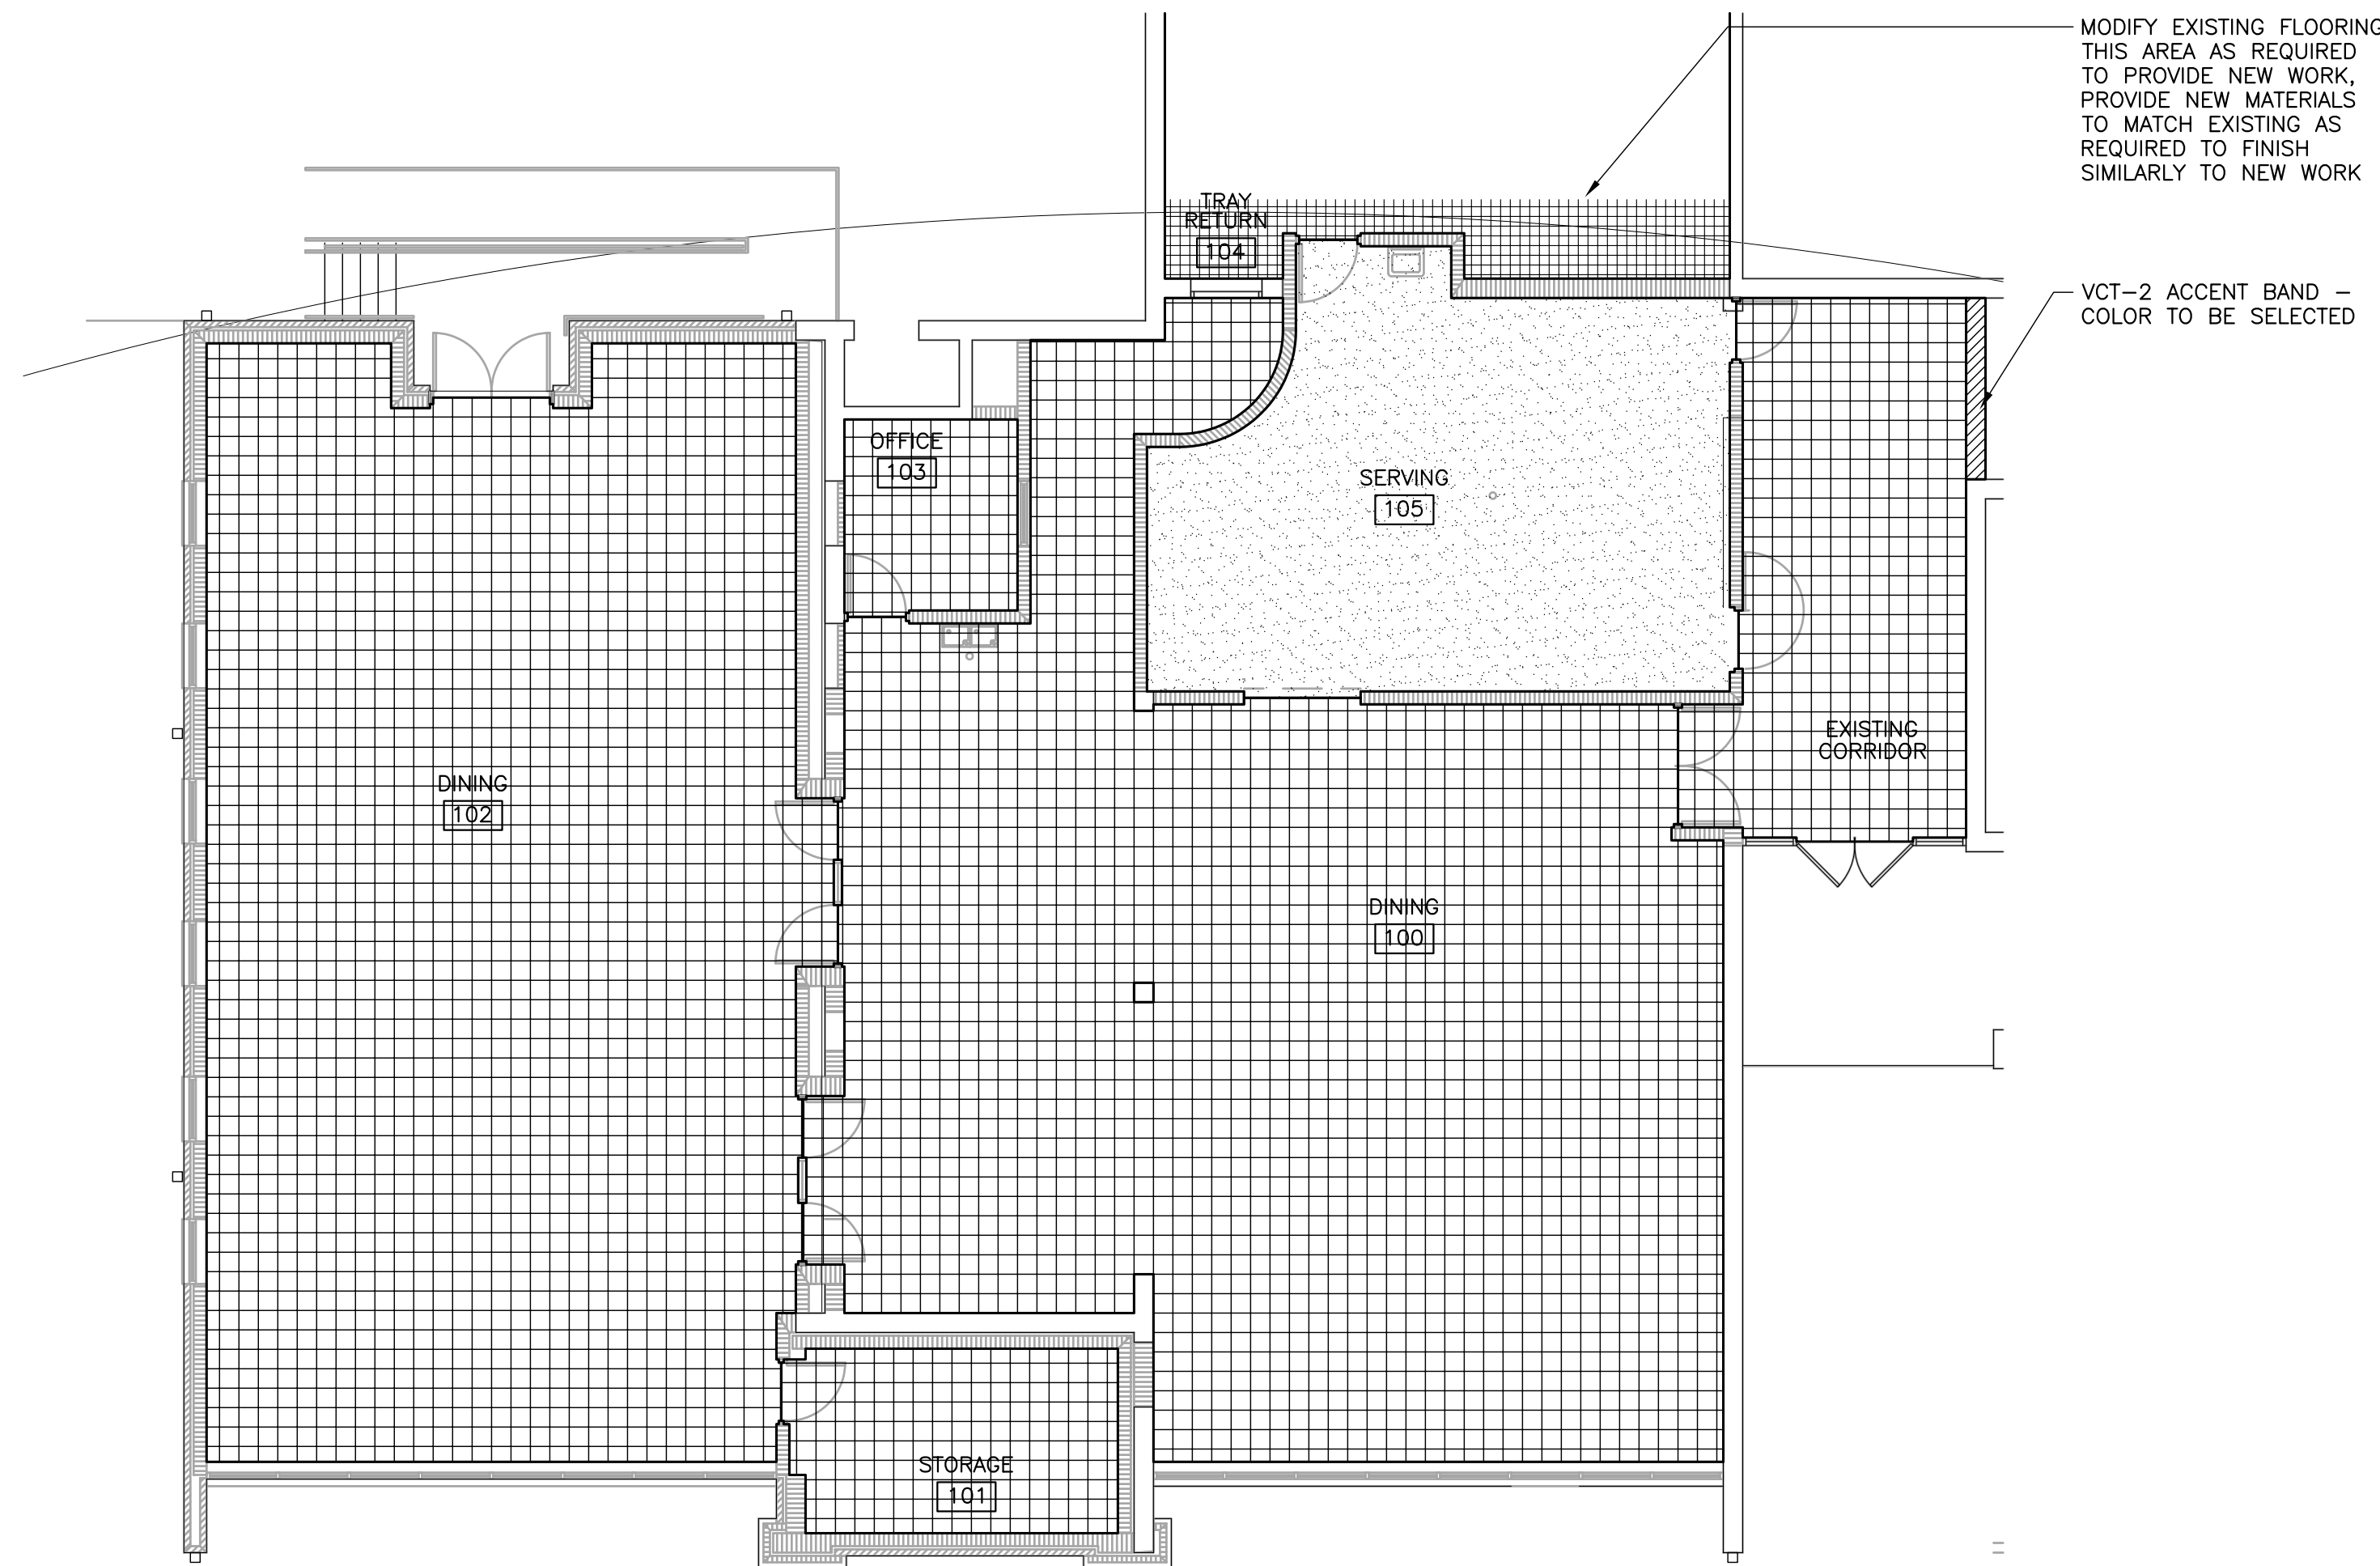 MODIFY EXISTING FLOORING
THIS AREA AS REQUIRED
TO PROVIDE NEW WORK,
PROVIDE NEW MATERIALS
TO MATCH EXISTING AS
REQUIRED TO FINISH
SIMILARLY TO NEW WORK
TRAY
RETURN
104
VCT-2 ACCENT BAND -
COLOR TO BE SELECTED
OFFICE
103
SERVING
105
EXISTING
CORRIDOR
DINING
102
DINING
100
STORAGE
101